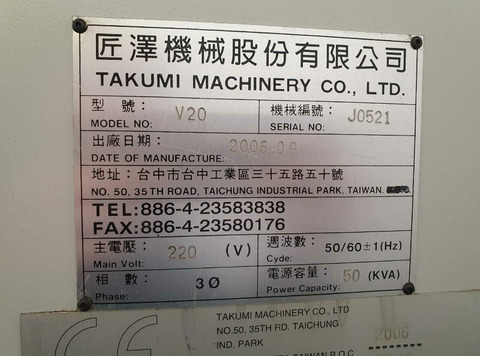 匠澤機械股份有限公司
TAKUMI MACHINERY CO., LTD.
型 號: V20 機械編號: J0521
MODEL NO: SERIAL NO:
出廠日期: 2006.09
DATE OF MANUFACTURE:
地址: 台中市台中工業區三十五路五十號
NO. 50, 35TH ROAD, TAICHUNG INDUSTRIAL PARK, TAIWAN.
TEL:886-4-23583838
FAX:886-4-23580176
主電壓: 220 (V) 週波數: 50/60±1(Hz)
Main Volt: Cyde:
相 數: 3Ø 電源容量: 50 (KVA)
Phase: Power Capacity:
TAKUMI MACHINERY CO., LTD
NO.50, 35TH RD. TAICHUNG
IND. PARK
2006
TAIWAN R.O.C
CE